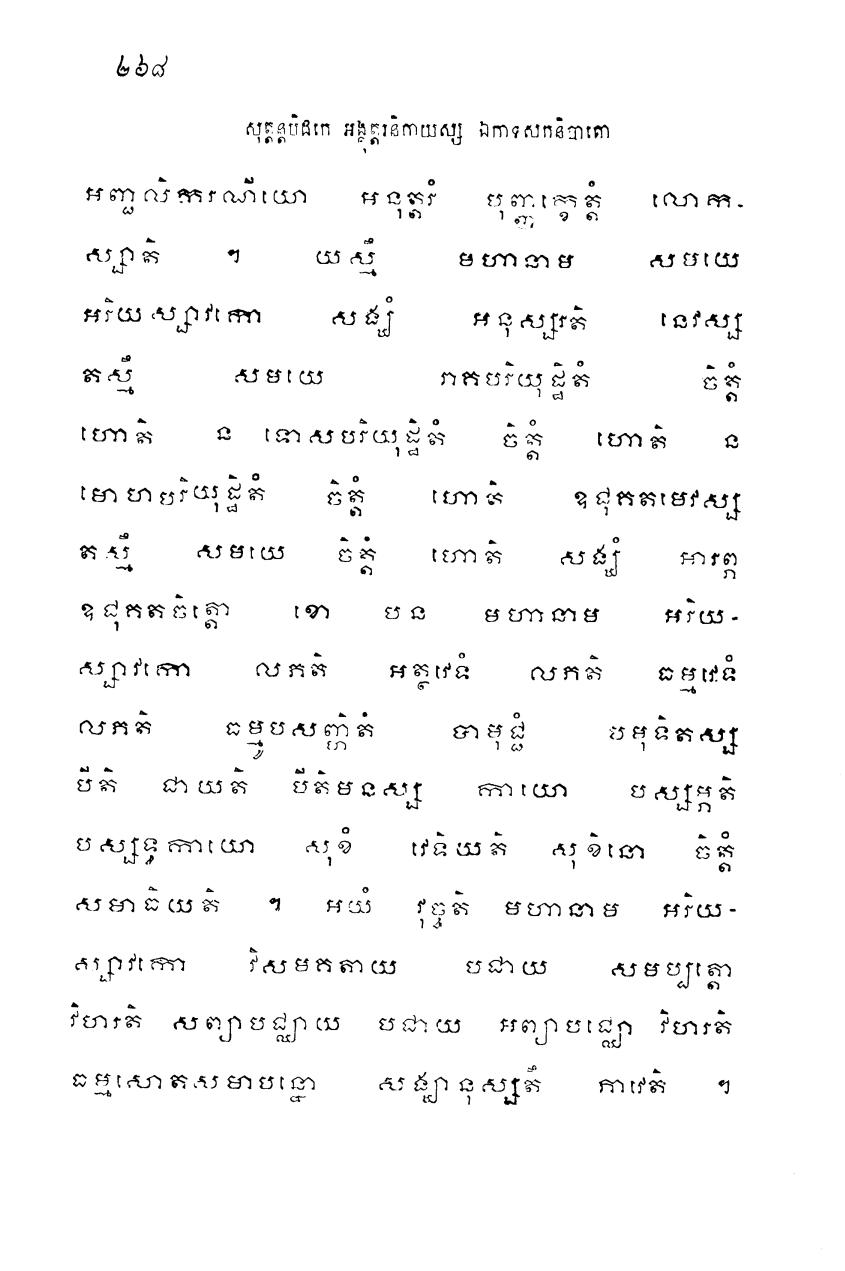 ២៦៨
សុត្តន្តបិដកេ អង្គុត្តរនិកាយស្ស ឯកាទសកនិបាតោ
អញ្ជលិករណីយោ អនុត្តរំ បុញ្ញក្ខេត្តំ លោក-
ស្សាតិ ។ យស្មឹ មហានាម សមយេ
អរិយស្សាវកោ សង្ឃំ អនុស្សរតិ នេវស្ស
តស្មឹ សមយេ រាគបរិយុដ្ឋិតំ ចិត្តំ
ហោតិ ន ទោសបរិយុដ្ឋិតំ ចិត្តំ ហោតិ ន
មោហបរិយុដ្ឋិតំ ចិត្តំ ហោតិ ឧជុគតមេវស្ស
តស្មឹ សមយេ ចិត្តំ ហោតិ សង្ឃំ អារព្ភ
ឧជុគតចិត្តោ ខោ បន មហានាម អរិយ-
ស្សាវកោ លភតិ អត្ថវេទំ លភតិ ធម្មវេទំ
លភតិ ធម្មូបសញ្ហិតំ បាមុជ្ជំ បមុទិតស្ស
បីតិ ជាយតិ បីតិមនស្ស កាយោ បស្សម្ភតិ
បស្សទ្ធកាយោ សុខំ វេទិយតិ សុខិនោ ចិត្តំ
សមាធិយតិ ។ អយំ វុច្ចតិ មហានាម អរិយ-
ស្សាវកោ វិសមគតាយ បជាយ សមប្បត្តោ
វិហរតិ សព្យាបជ្ឈាយ បជាយ អព្យាបជ្ឈោ វិហរតិ
ធម្មសោតសមាបន្នោ សង្ឃានុស្សតឹ ភាវេតិ ។